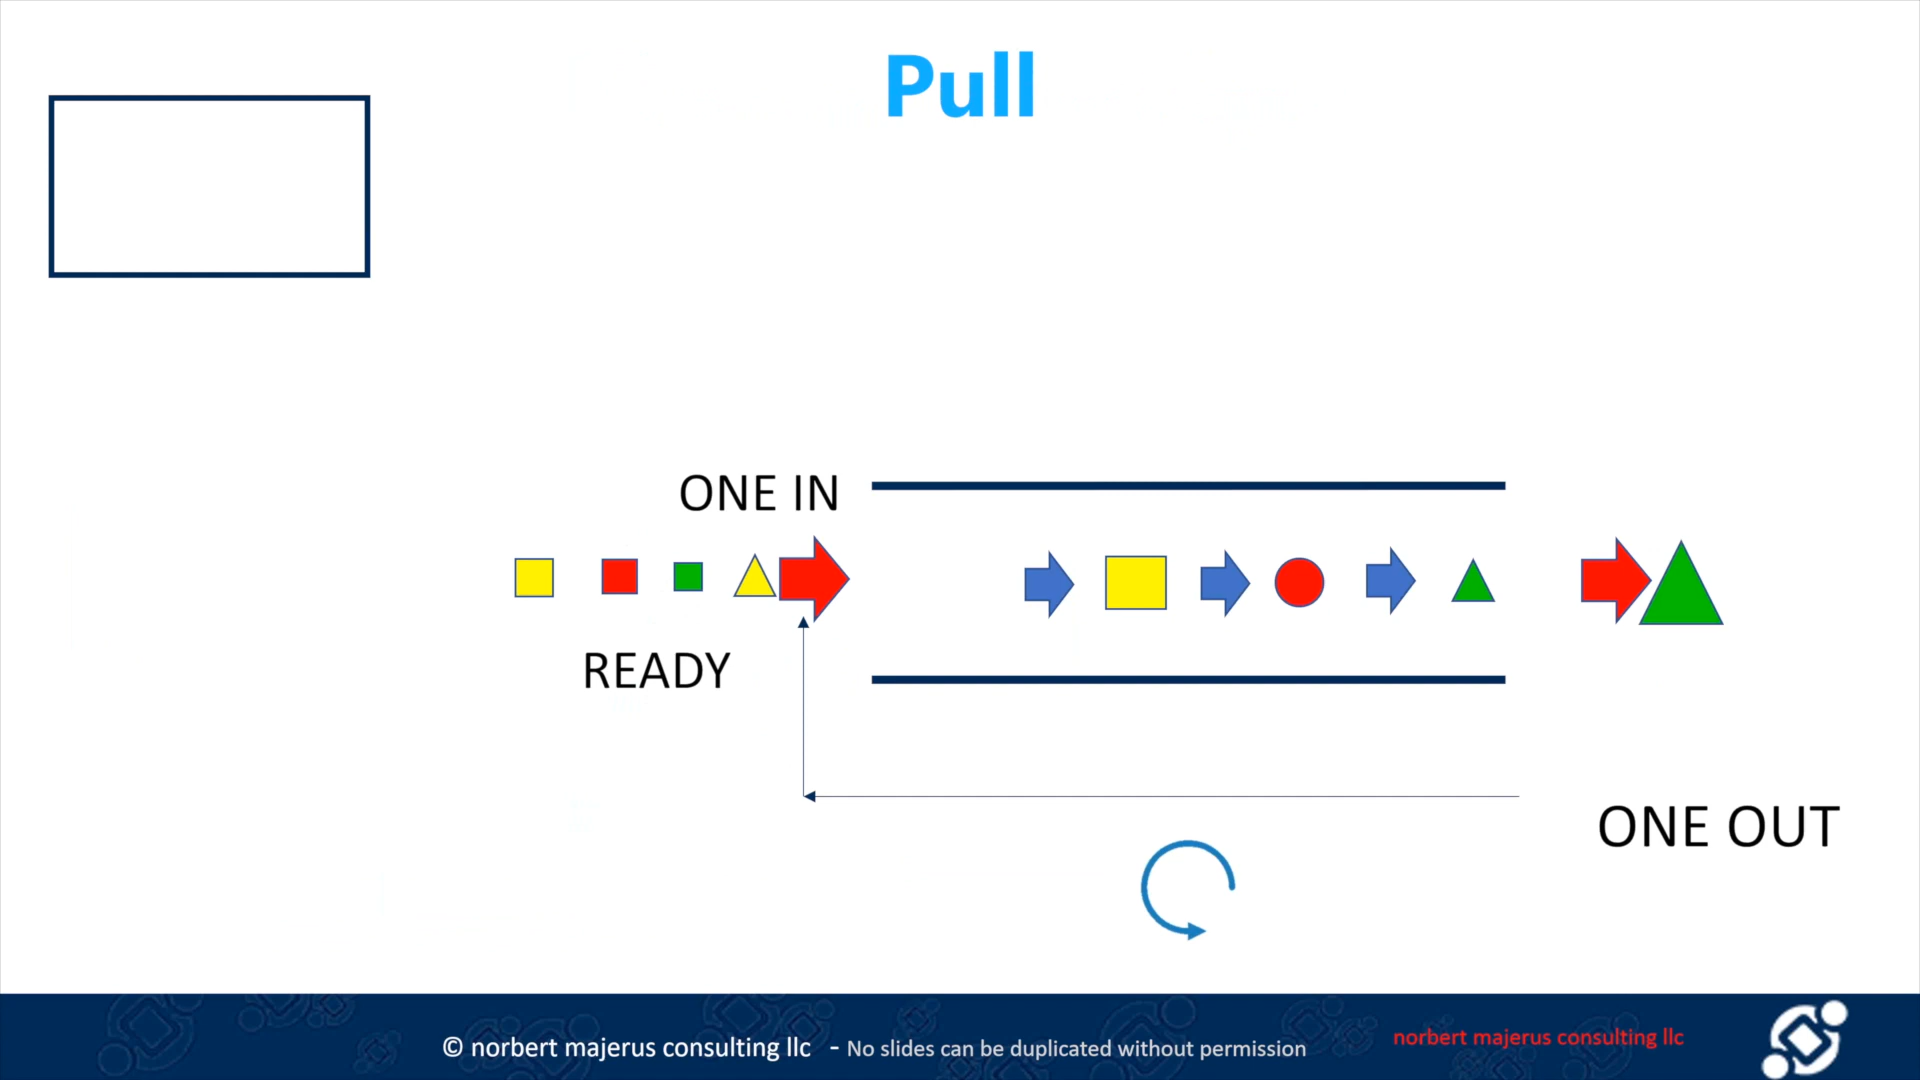 Pull
ONE IN
READY
ONE OUT
© norbert majerus consulting llc - No slides can be duplicated without permission
norbert majerus consulting llc